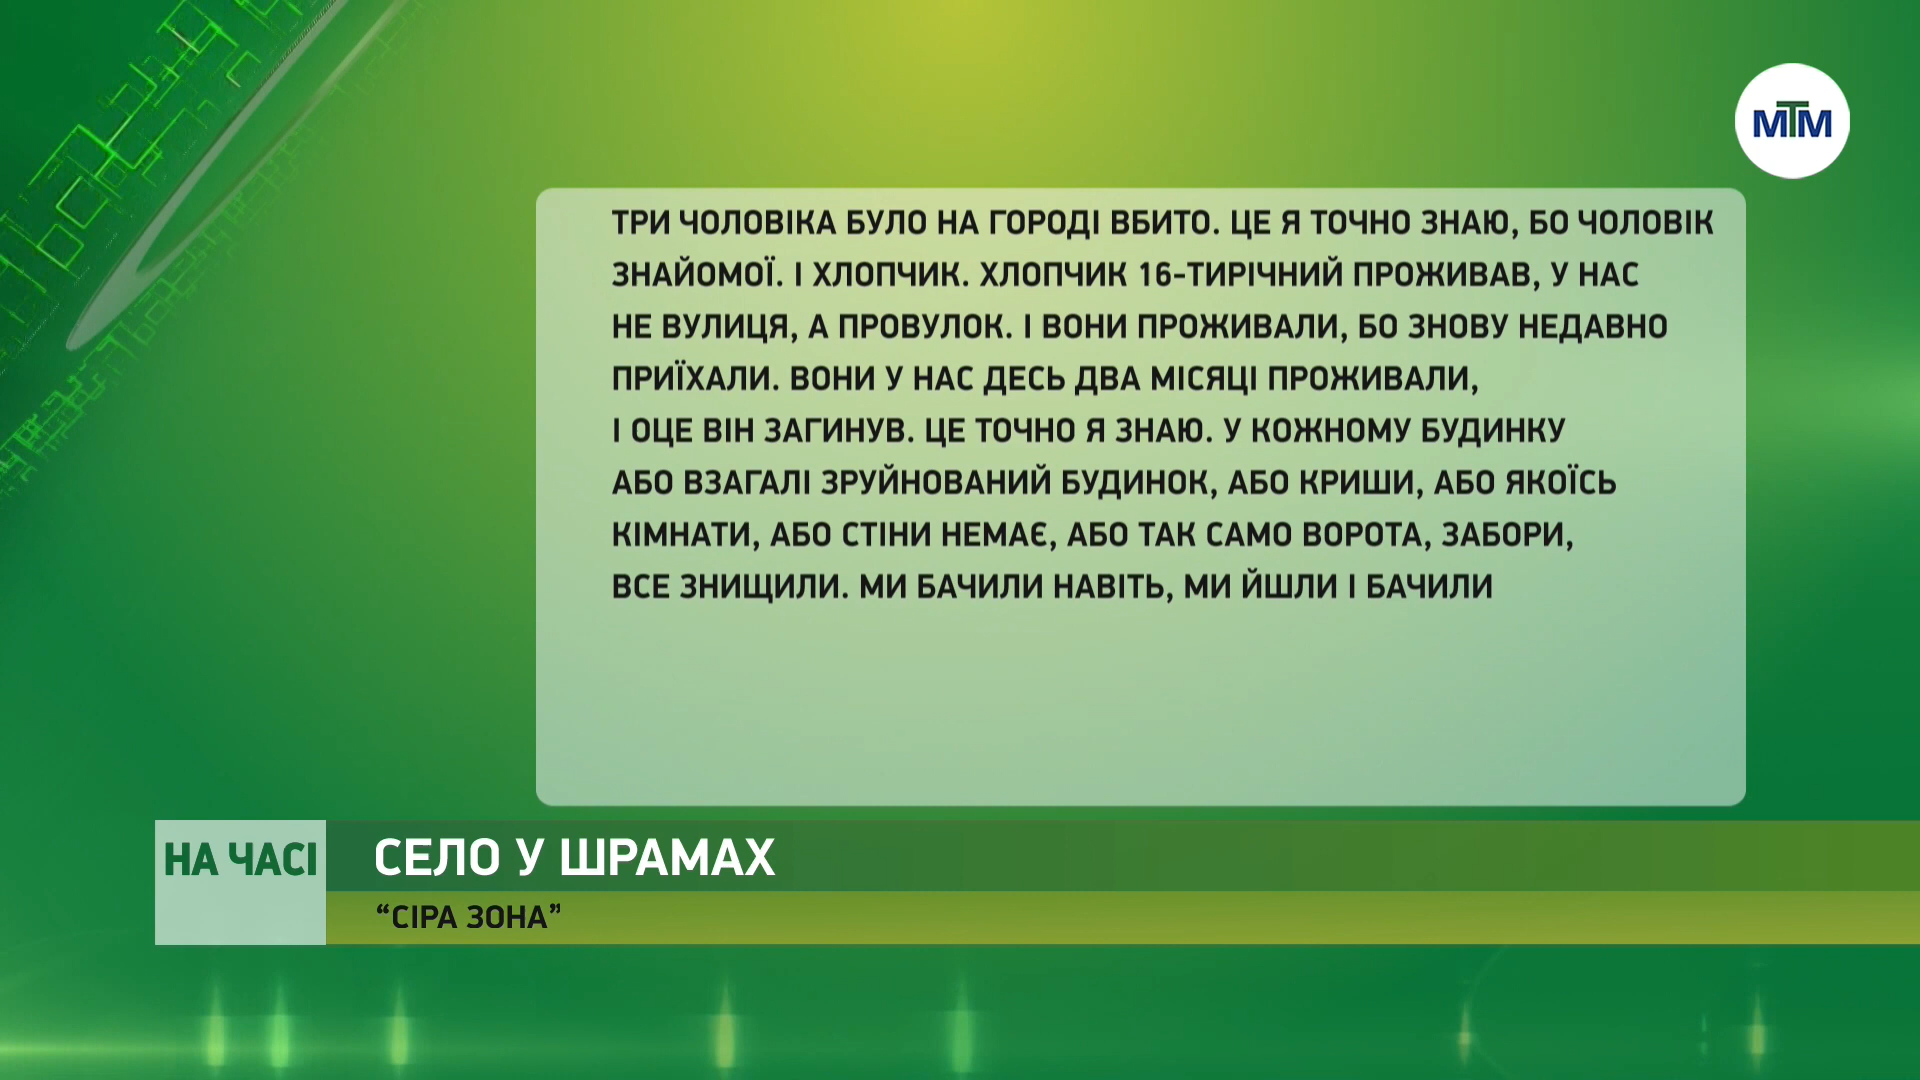 МТМ
ТРИ ЧОЛОВІКА БУЛО НА ГОРОДІ ВБИТО. ЦЕ Я ТОЧНО ЗНАЮ, БО ЧОЛОВІК
ЗНАЙОМОЇ. І ХЛОПЧИК. ХЛОПЧИК 16-ТИРІЧНИЙ ПРОЖИВАВ, У НАС
НЕ ВУЛИЦЯ, А ПРОВУЛОК. І ВОНИ ПРОЖИВАЛИ, БО ЗНОВУ НЕДАВНО
ПРИЇХАЛИ. ВОНИ У НАС ДЕСЬ ДВА МІСЯЦІ ПРОЖИВАЛИ,
І ОЦЕ ВІН ЗАГИНУВ. ЦЕ ТОЧНО Я ЗНАЮ. У КОЖНОМУ БУДИНКУ
АБО ВЗАГАЛІ ЗРУЙНОВАНИЙ БУДИНОК, АБО КРИШИ, АБО ЯКОЇСЬ
КІМНАТИ, АБО СТІНИ НЕМАЄ, АБО ТАК САМО ВОРОТА, ЗАБОРИ,
ВСЕ ЗНИЩИЛИ. МИ БАЧИЛИ НАВІТЬ, МИ ЙШЛИ І БАЧИЛИ
НА ЧАСІ
СЕЛО У ШРАМАХ
“СІРА ЗОНА”